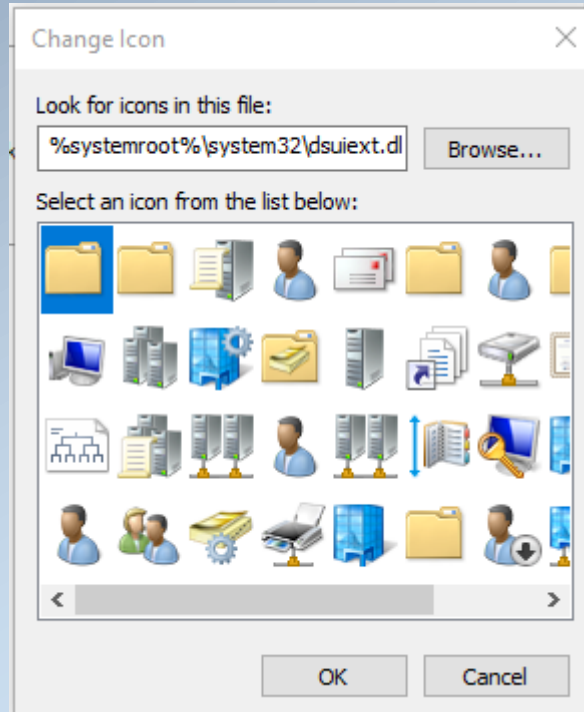 Change Icon
Look for icons in this file:
%systemroot%\system32\dsuiext.dl
Browse...
Select an icon from the list below:
OK
Cancel